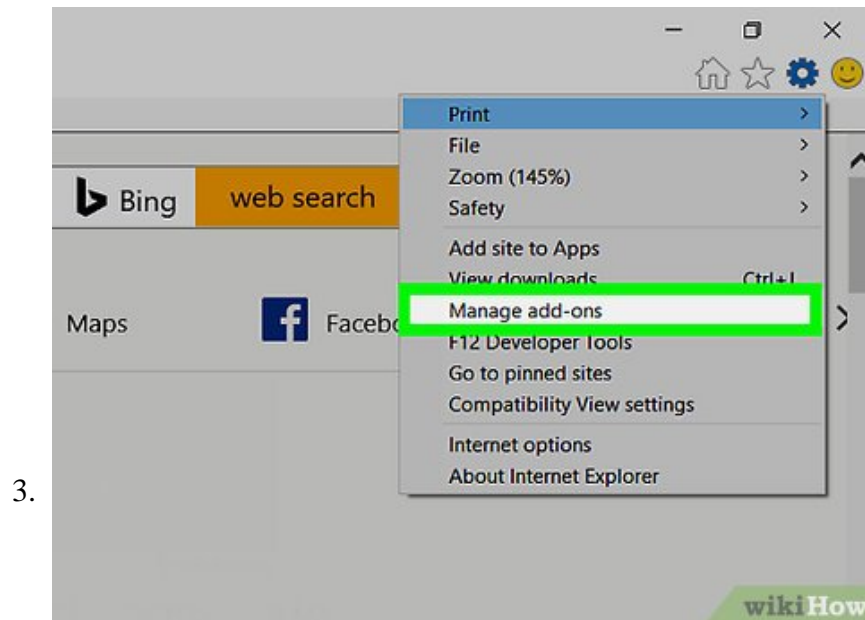 Print >
File >
Zoom (145%) >
Safety >
Bing
web search
Add site to Apps
View downloads Ctrl+J
Manage add-ons
Maps
Facebo
F12 Developer Tools
Go to pinned sites
Compatibility View settings
Internet options
About Internet Explorer
3.
wikiHow